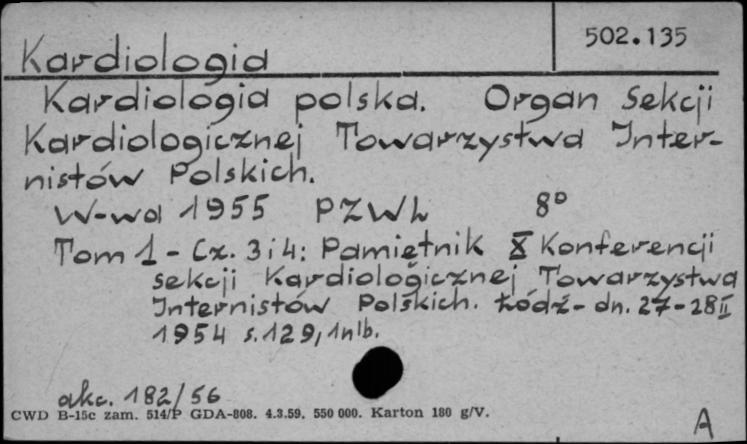 502.135
Kardiologia
Kardiologia polska. Organ Sekcji
Kardiologicznej Towarzystwa Inter-
nistów Polskich.
W-wa 1955 PZWL 8°
Tom 1 - Cz. 3 i 4: Pamiętnik X Konferencji
sekcji Kardiologicznej Towarzystwa
Internistów Polskich. Łódź - dn. 27-28 II
1954 s. 129, 1 nlb.
akc. 182/56
CWD B-15c zam. 514/P GDA-808. 4.3.59. 550 000. Karton 180 g/V.
A